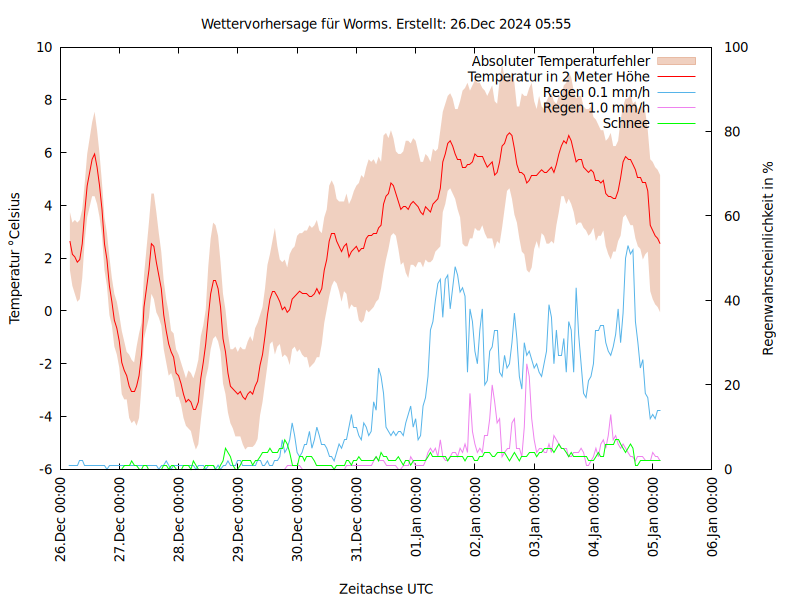 Wettervorhersage für Worms. Erstellt: 26.Dec 2024 05:55
Absoluter Temperaturfehler
Temperatur in 2 Meter Höhe
Regen 0.1 mm/h
Regen 1.0 mm/h
Schnee
Temperatur °Celsius
10
8
6
4
2
0
-2
-4
-6
Regenwahrscheinlichkeit in %
100
80
60
40
20
0
26.Dec 00:00
27.Dec 00:00
28.Dec 00:00
29.Dec 00:00
30.Dec 00:00
31.Dec 00:00
01.Jan 00:00
02.Jan 00:00
03.Jan 00:00
04.Jan 00:00
05.Jan 00:00
06.Jan 00:00
Zeitachse UTC